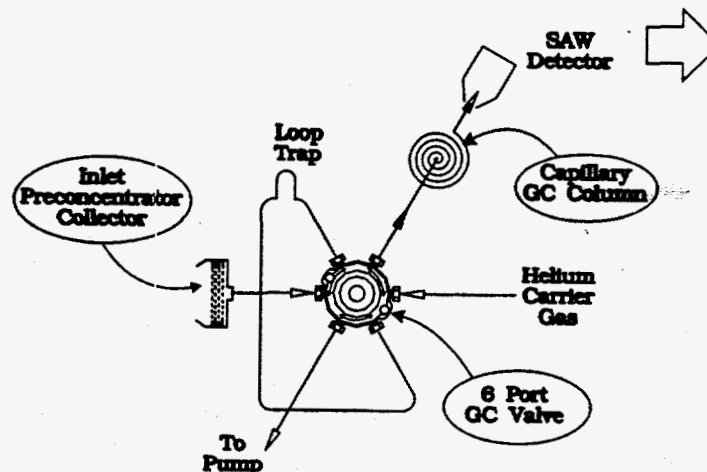 SAW
Detector
Loop
Trap
Inlet
Preconcentrator
Collector
Capillary
GC Column
Helium
Carrier
Gas
6 Port
GC Valve
To
Pump